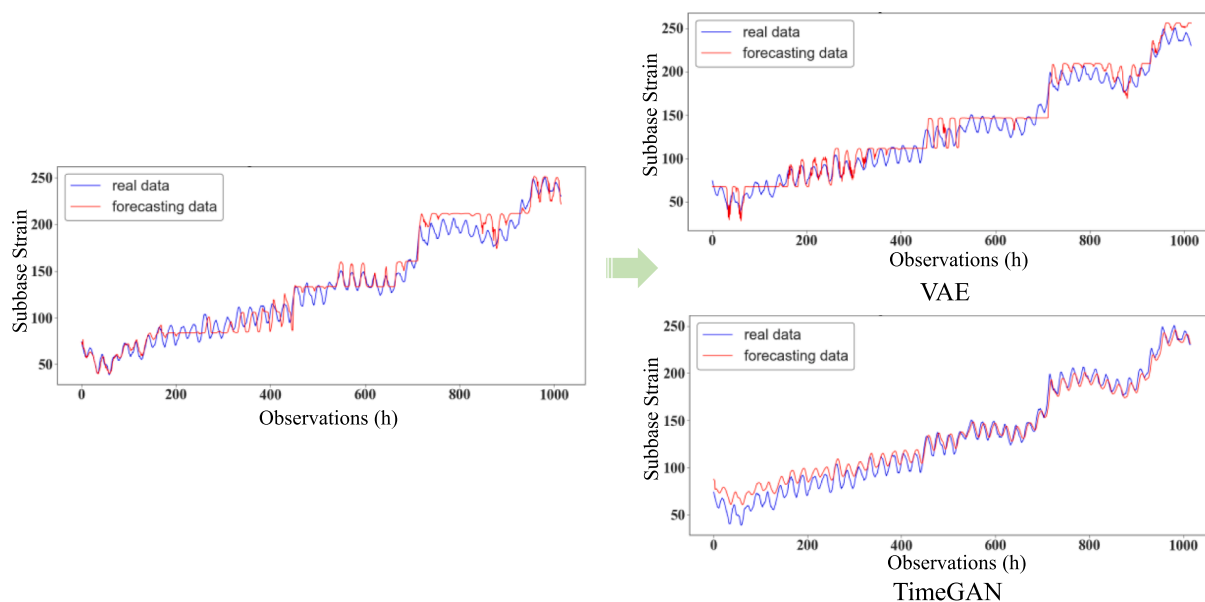 real data
forecasting data
Subbase Strain
250
200
150
100
50
0
200
400
600
800
1000
Observations (h)
real data
forecasting data
Subbase Strain
250
200
150
100
50
0
200
400
600
800
1000
Observations (h)
VAE
real data
forecasting data
Subbase Strain
250
200
150
100
50
0
200
400
600
800
1000
Observations (h)
TimeGAN